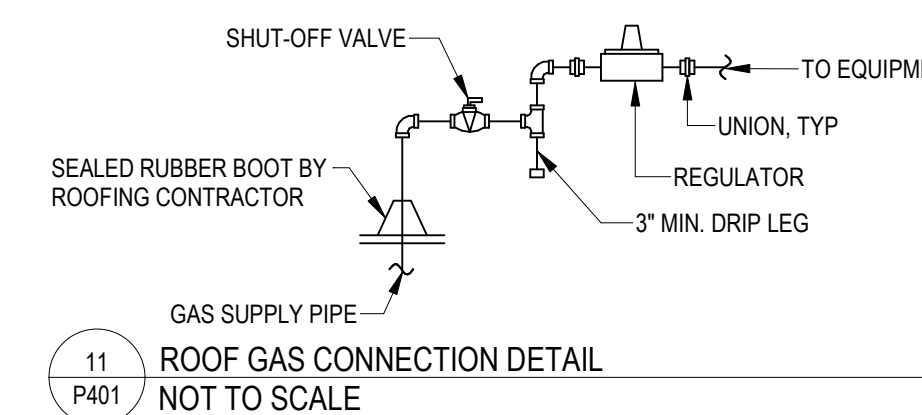 SHUT-OFF VALVE
TO EQUIPM
UNION, TYP
SEALED RUBBER BOOT BY
ROOFING CONTRACTOR
REGULATOR
3" MIN. DRIP LEG
GAS SUPPLY PIPE
11
P401
ROOF GAS CONNECTION DETAIL
NOT TO SCALE